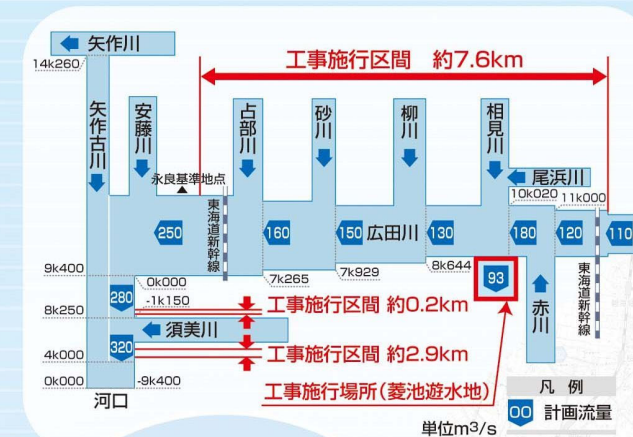 矢作川
14k260
工事施行区間 約7.6km
矢作古川
安藤川
占部川
砂川
柳川
相見川
尾浜川
永良基準地点
東海道新幹線
10k020
11k000
250
160
150
広田川
130
180
120
110
9k400
0k000
7k265
7k929
8k644
93
赤川
東海道新幹線
280
-1k150
8k250
工事施行区間 約0.2km
須美川
320
工事施行区間 約2.9km
4k000
0k000
-9k400
河口
工事施行場所(菱池遊水地)
凡例
00 計画流量
単位m³/s